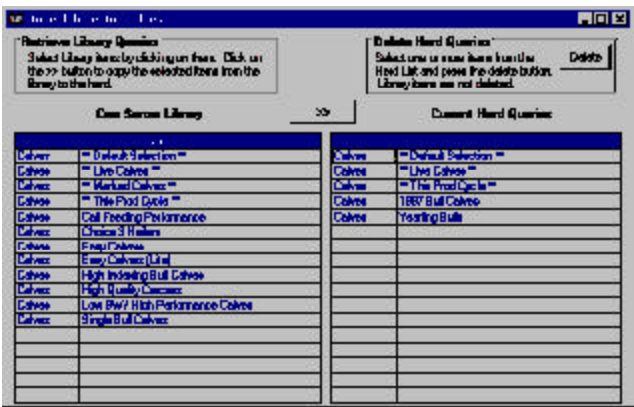 Retrieve Library Queries
Select Library items by clicking on them. Click on
the >> button to copy the selected items from the
library to the herd.
Delete Herd Queries
Select one or more items from the
Herd List and press the delete button.
Library items are not deleted.
Delete
Cow Sense Library
>>
Current Herd Queries
Calves ** Default Selection **
Calves ** Live Calves **
Calves ** Marked Calves **
Calves ** This Prod Cycle **
Calves Calf Feeding Performance
Calves Choice 3 Heifers
Calves Easy Calves
Calves Easy Calves (Lite)
Calves High Indexing Bull Calves
Calves High Quality Carcass
Calves Low BW / High Performance Calves
Calves Single Bull Calves
Calves ** Default Selection **
Calves ** Live Calves **
Calves ** This Prod Cycle **
Calves 1997 Bull Calves
Calves Yearling Bulls